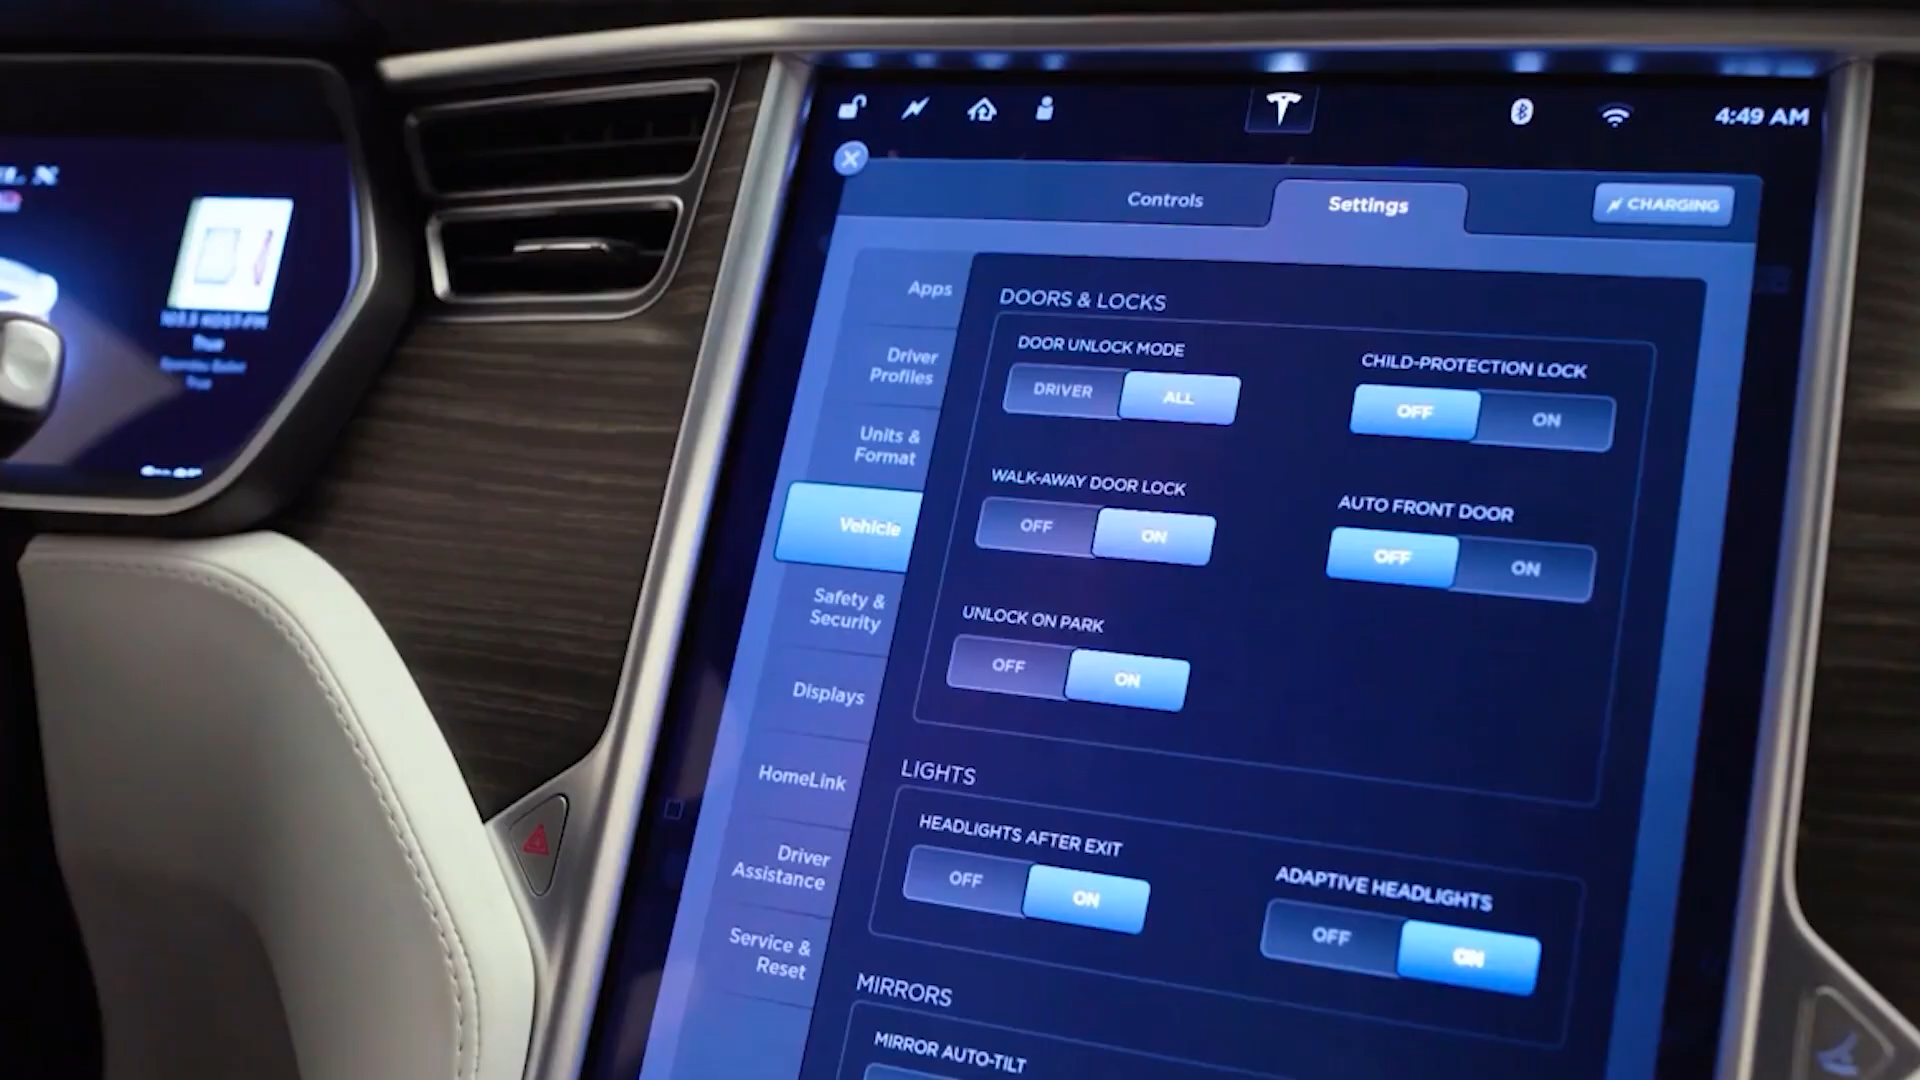 4:49 AM
Controls
Settings
CHARGING
Apps
Driver
Profiles
Units &
Format
Vehicle
Safety &
Security
Displays
HomeLink
Driver
Assistance
Service &
Reset
DOORS & LOCKS
DOOR UNLOCK MODE
DRIVER
ALL
CHILD-PROTECTION LOCK
OFF
ON
WALK-AWAY DOOR LOCK
OFF
ON
AUTO FRONT DOOR
OFF
ON
UNLOCK ON PARK
OFF
ON
LIGHTS
HEADLIGHTS AFTER EXIT
OFF
ON
ADAPTIVE HEADLIGHTS
OFF
ON
MIRRORS
MIRROR AUTO-TILT
True
True